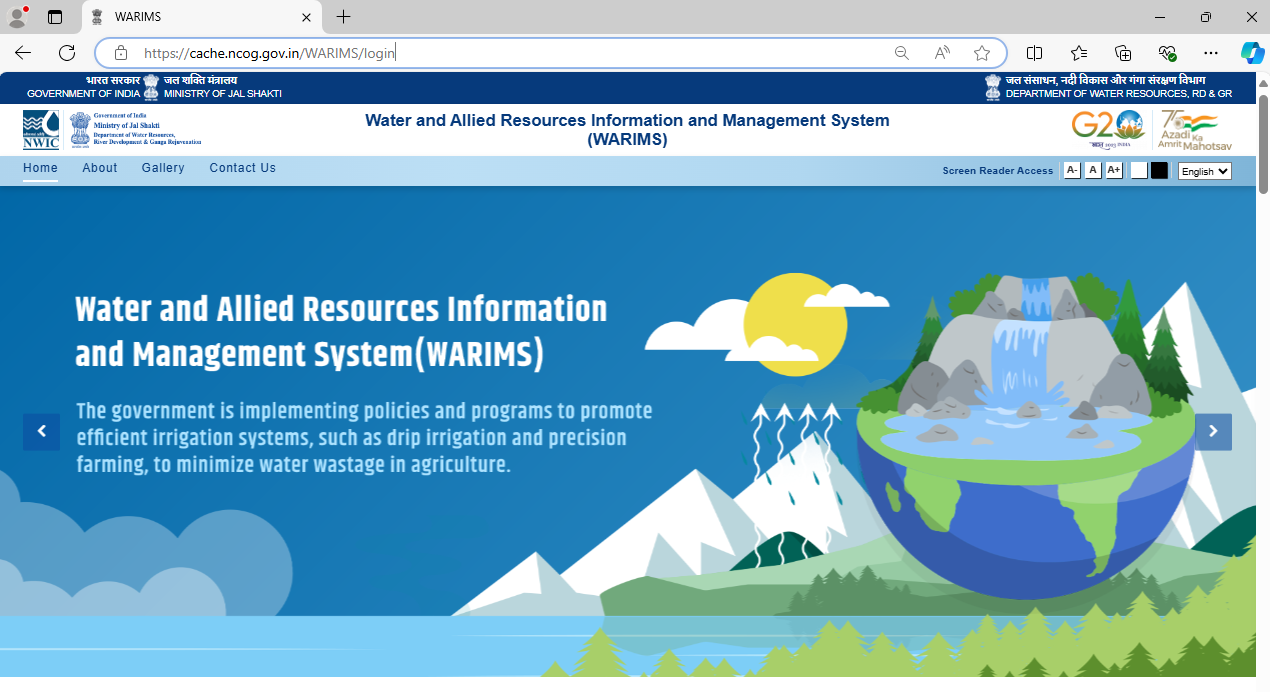 WARIMS
https://cache.ncog.gov.in/WARIMS/login
भारत सरकार
GOVERNMENT OF INDIA
जल शक्ति मंत्रालय
MINISTRY OF JAL SHAKTI
जल संसाधन, नदी विकास और गंगा संरक्षण विभाग
DEPARTMENT OF WATER RESOURCES, RD & GR
NWIC
Government of India
Ministry of Jal Shakti
Department of Water Resources,
River Development & Ganga Rejuvenation
Water and Allied Resources Information and Management System
(WARIMS)
G20
75
Azadi Ka
Amrit Mahotsav
Home About Gallery Contact Us
Screen Reader Access A- A A+ English
Water and Allied Resources Information
and Management System(WARIMS)
The government is implementing policies and programs to promote
efficient irrigation systems, such as drip irrigation and precision
farming, to minimize water wastage in agriculture.